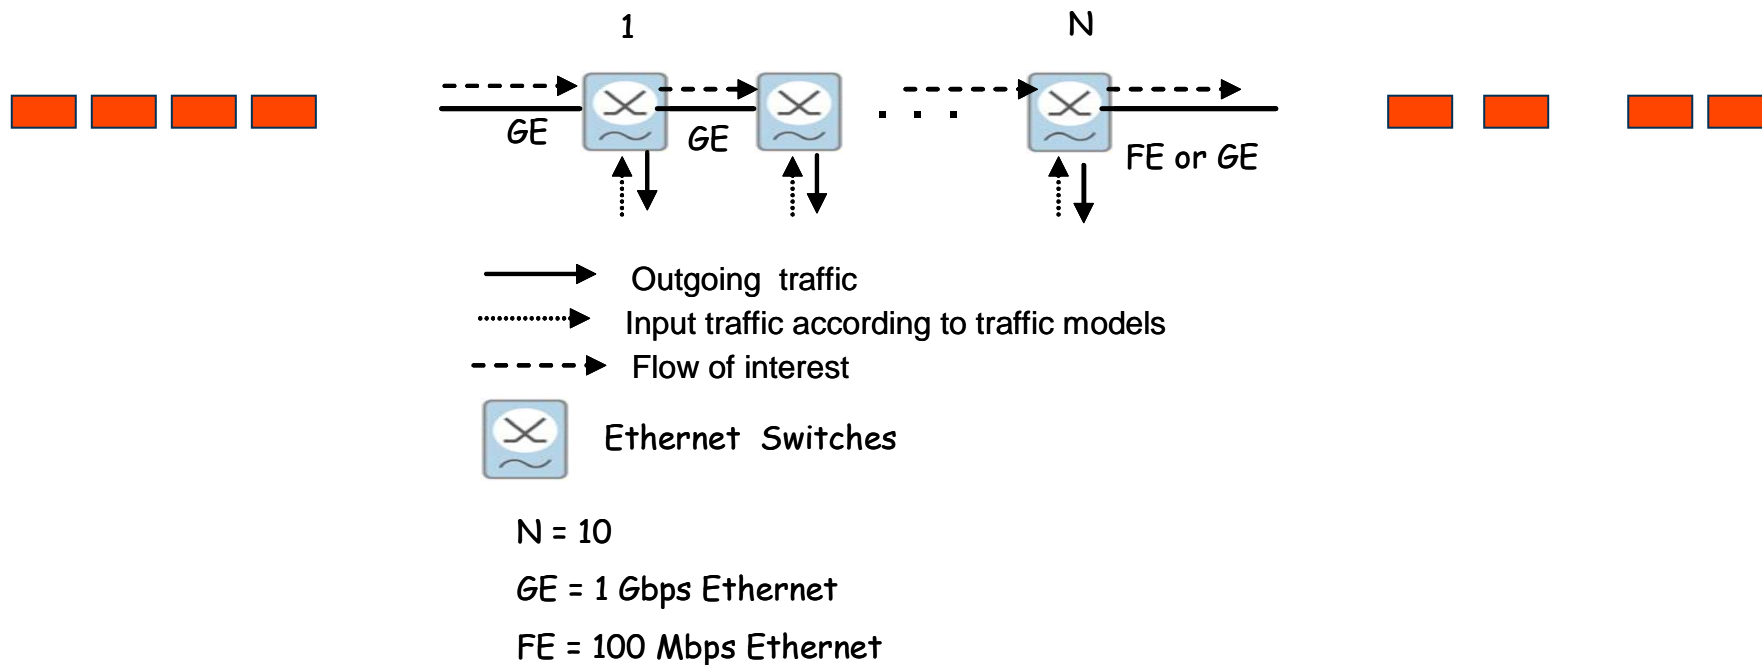 1
N
GE
GE
. . .
FE or GE
Outgoing traffic
Input traffic according to traffic models
Flow of interest
Ethernet Switches
N = 10
GE = 1 Gbps Ethernet
FE = 100 Mbps Ethernet